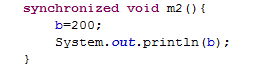 synchronized void m2(){
    b=200;
    System.out.println(b);
}